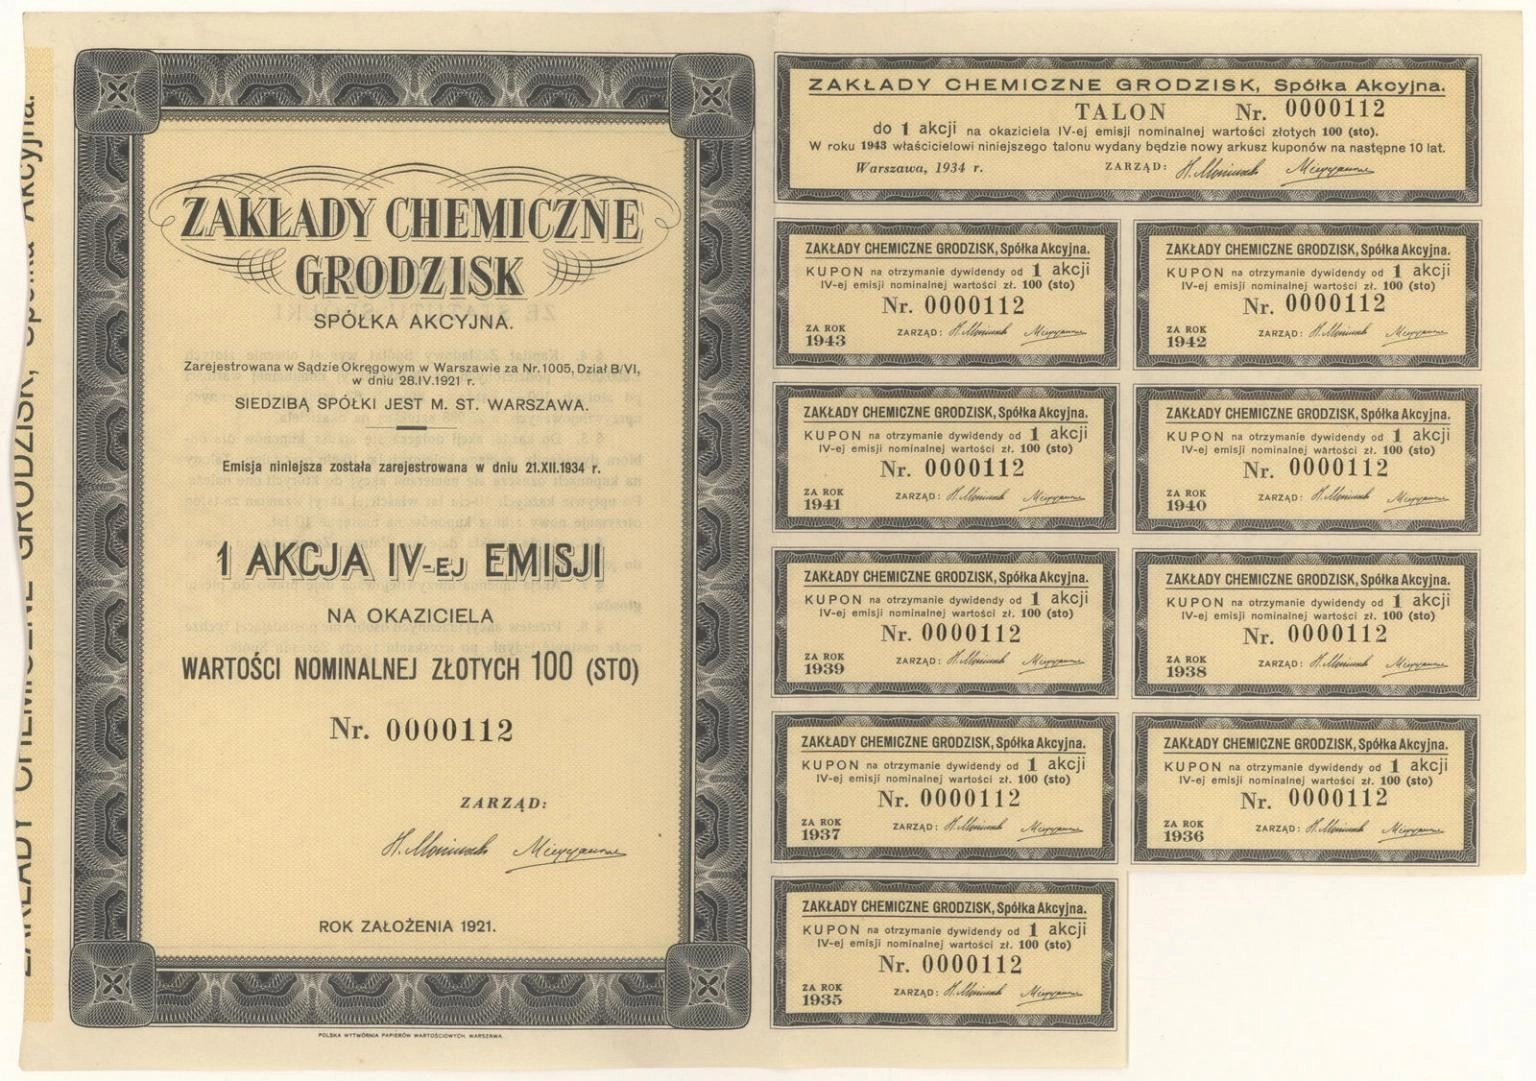 ZAKŁADY CHEMICZNE GRODZISK, Spółka Akcyjna.
ZAKŁADY CHEMICZNE
GRODZISK
SPÓŁKA AKCYJNA.
Zarejestrowana w Sądzie Okręgowym w Warszawie za Nr. 1005, Dział B/VI,
w dniu 28.IV.1921 r.
SIEDZIBĄ SPÓŁKI JEST M. ST. WARSZAWA.
Emisja niniejsza została zarejestrowana w dniu 21.XII.1934 r.
1 AKCJA IV-EJ EMISJI
NA OKAZICIELA
WARTOŚCI NOMINALNEJ ZŁOTYCH 100 (STO)
Nr. 0000112
ZARZĄD:
ROK ZAŁOŻENIA 1921.
POLSKA WYTWÓRNIA PAPIERÓW WARTOŚCIOWYCH, WARSZAWA.
ZAKŁADY CHEMICZNE GRODZISK, Spółka Akcyjna.
TALON Nr. 0000112
do 1 akcji na okaziciela IV-ej emisji nominalnej wartości złotych 100 (sto).
W roku 1943 właścicielowi niniejszego talonu wydany będzie nowy arkusz kuponów na następne 10 lat.
Warszawa, 1934 r. ZARZĄD:
ZAKŁADY CHEMICZNE GRODZISK, Spółka Akcyjna.
KUPON na otrzymanie dywidendy od 1 akcji
IV-ej emisji nominalnej wartości zł. 100 (sto)
Nr. 0000112
ZA ROK
1943 ZARZĄD:
ZAKŁADY CHEMICZNE GRODZISK, Spółka Akcyjna.
KUPON na otrzymanie dywidendy od 1 akcji
IV-ej emisji nominalnej wartości zł. 100 (sto)
Nr. 0000112
ZA ROK
1942 ZARZĄD:
ZAKŁADY CHEMICZNE GRODZISK, Spółka Akcyjna.
KUPON na otrzymanie dywidendy od 1 akcji
IV-ej emisji nominalnej wartości zł. 100 (sto)
Nr. 0000112
ZA ROK
1941 ZARZĄD:
ZAKŁADY CHEMICZNE GRODZISK, Spółka Akcyjna.
KUPON na otrzymanie dywidendy od 1 akcji
IV-ej emisji nominalnej wartości zł. 100 (sto)
Nr. 0000112
ZA ROK
1940 ZARZĄD:
ZAKŁADY CHEMICZNE GRODZISK, Spółka Akcyjna.
KUPON na otrzymanie dywidendy od 1 akcji
IV-ej emisji nominalnej wartości zł. 100 (sto)
Nr. 0000112
ZA ROK
1939 ZARZĄD:
ZAKŁADY CHEMICZNE GRODZISK, Spółka Akcyjna.
KUPON na otrzymanie dywidendy od 1 akcji
IV-ej emisji nominalnej wartości zł. 100 (sto)
Nr. 0000112
ZA ROK
1938 ZARZĄD:
ZAKŁADY CHEMICZNE GRODZISK, Spółka Akcyjna.
KUPON na otrzymanie dywidendy od 1 akcji
IV-ej emisji nominalnej wartości zł. 100 (sto)
Nr. 0000112
ZA ROK
1937 ZARZĄD:
ZAKŁADY CHEMICZNE GRODZISK, Spółka Akcyjna.
KUPON na otrzymanie dywidendy od 1 akcji
IV-ej emisji nominalnej wartości zł. 100 (sto)
Nr. 0000112
ZA ROK
1936 ZARZĄD:
ZAKŁADY CHEMICZNE GRODZISK, Spółka Akcyjna.
KUPON na otrzymanie dywidendy od 1 akcji
IV-ej emisji nominalnej wartości zł. 100 (sto)
Nr. 0000112
ZA ROK
1935 ZARZĄD: